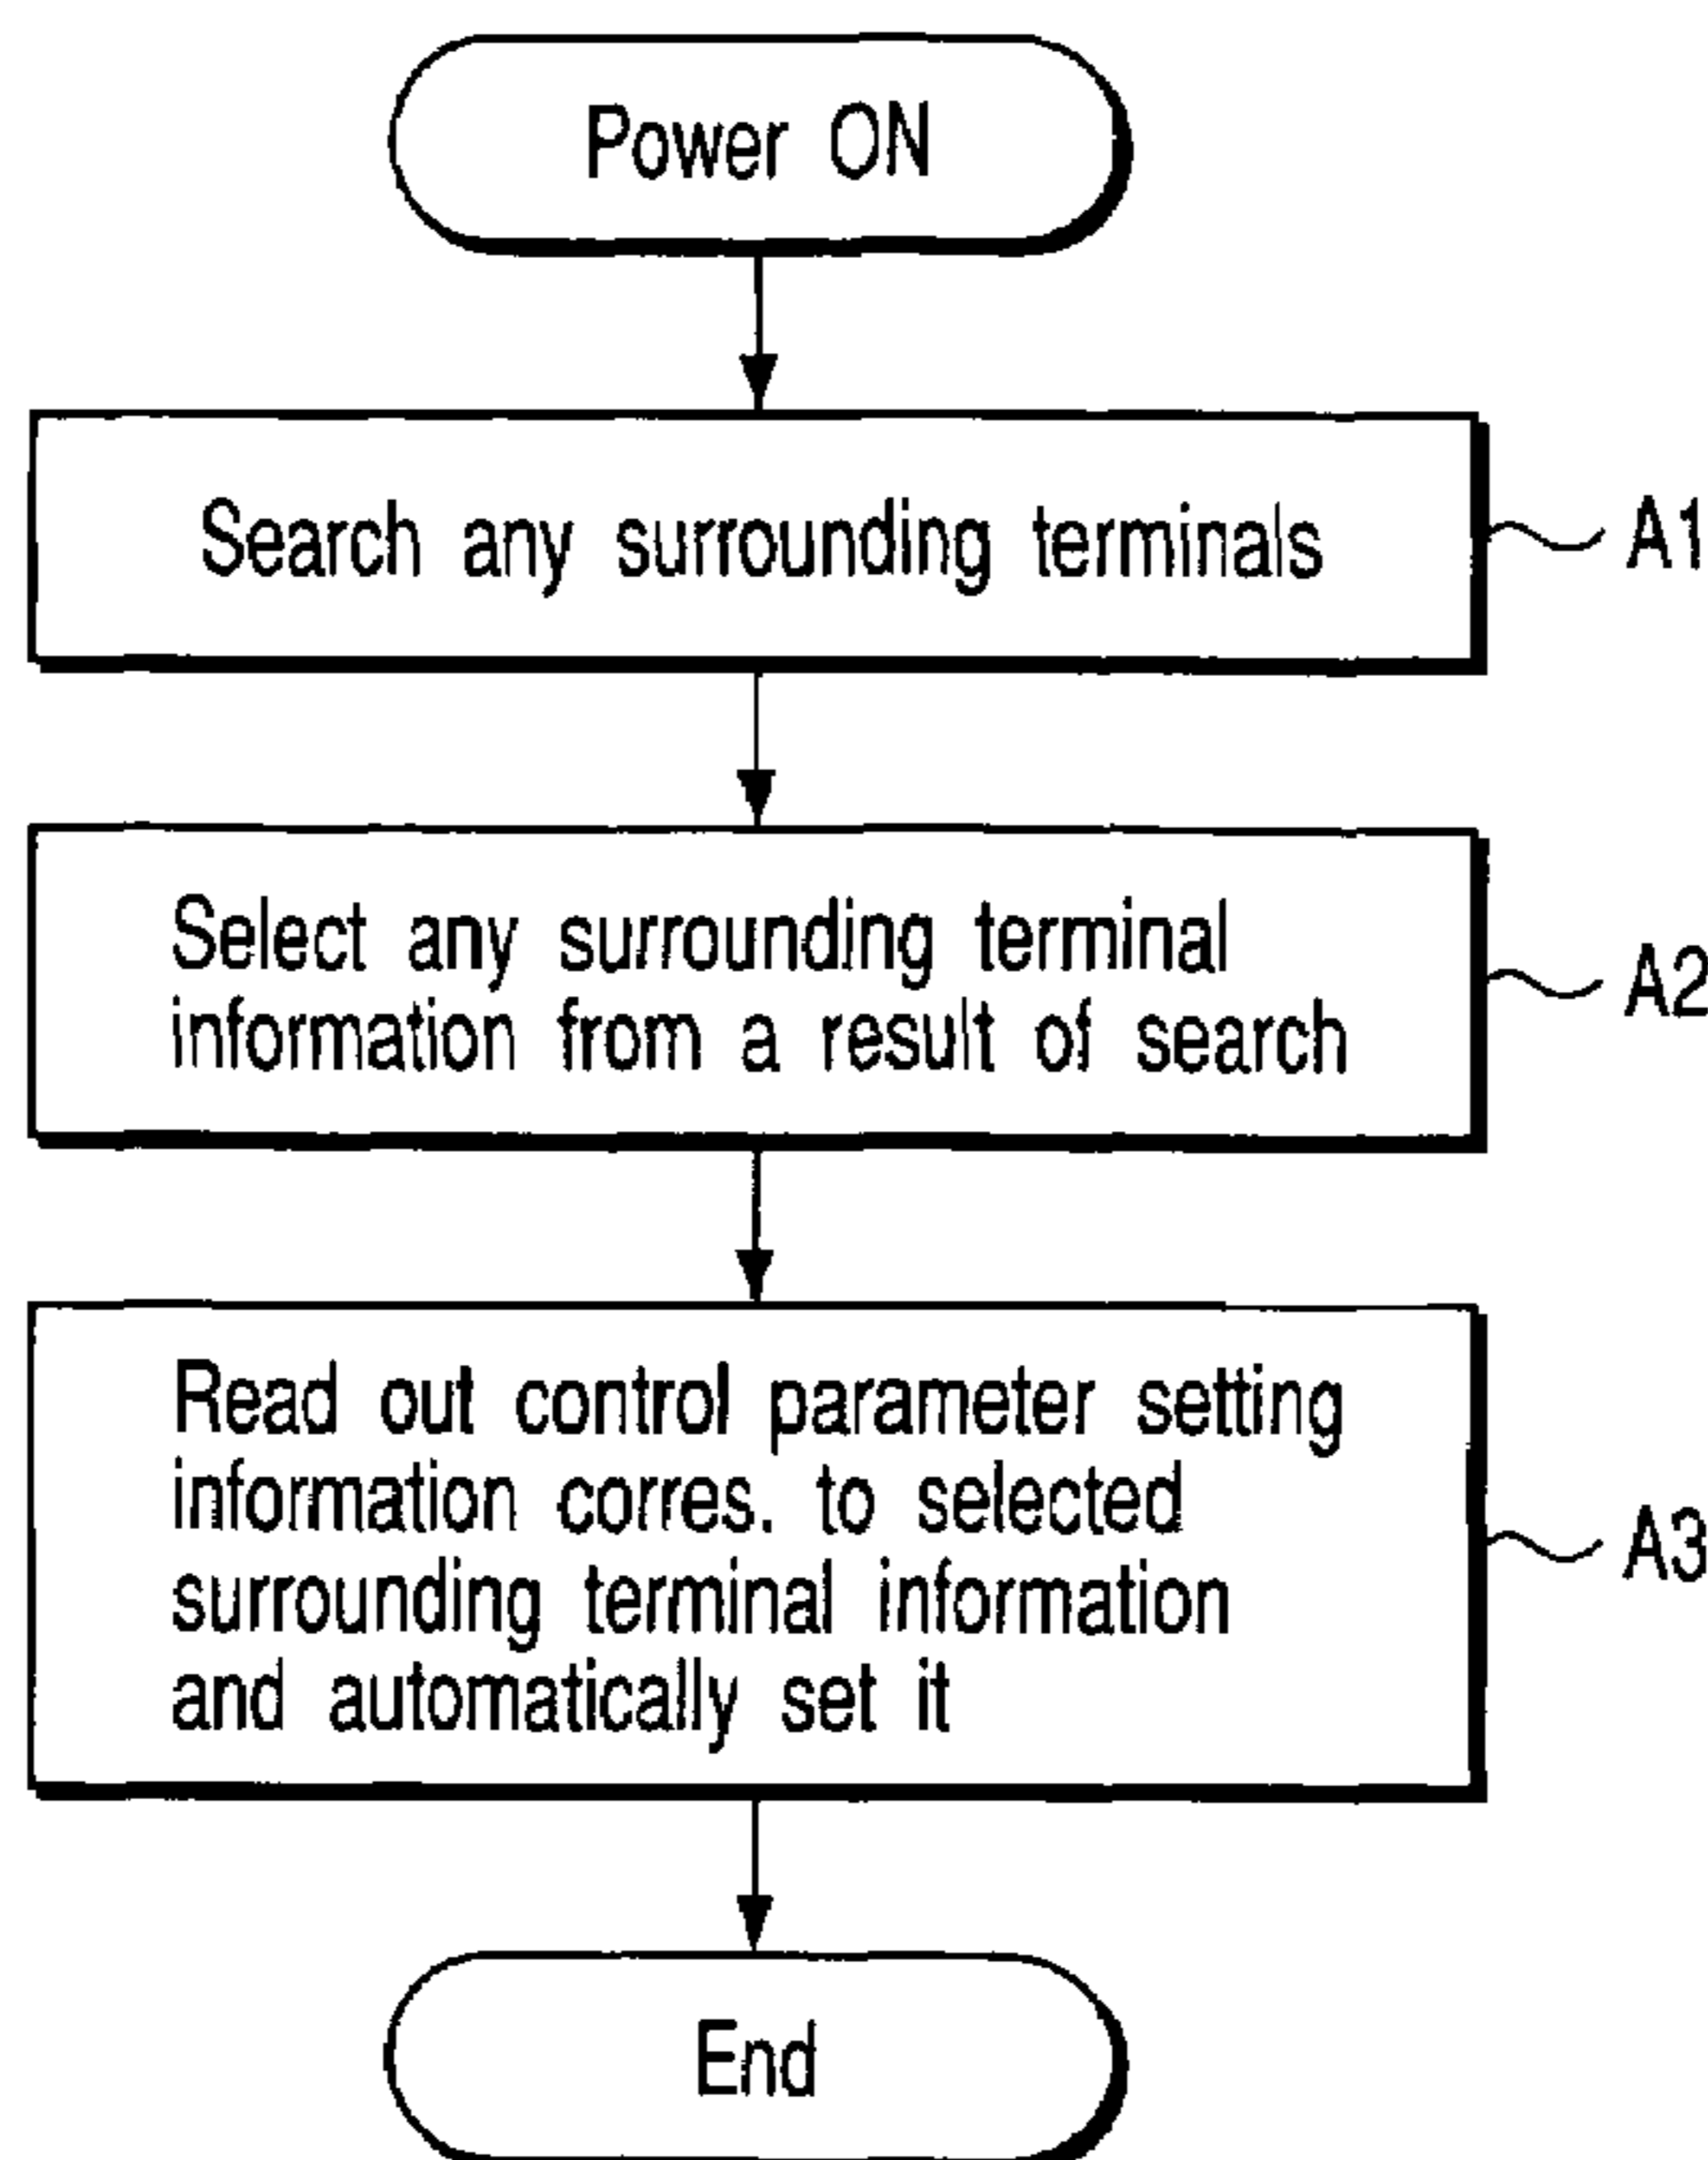 Power ON
Search any surrounding terminals
A1
Select any surrounding terminal
information from a result of search
A2
Read out control parameter setting
information corres. to selected
surrounding terminal information
and automatically set it
A3
End